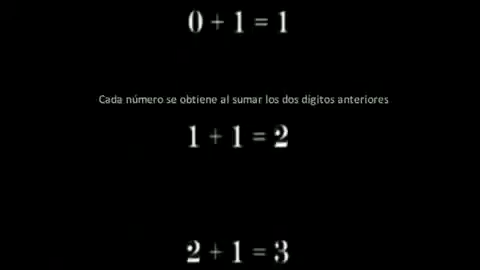 0 + 1 = 1
Cada número se obtiene al sumar los dos dígitos anteriores
1 + 1 = 2
2 + 1 = 3